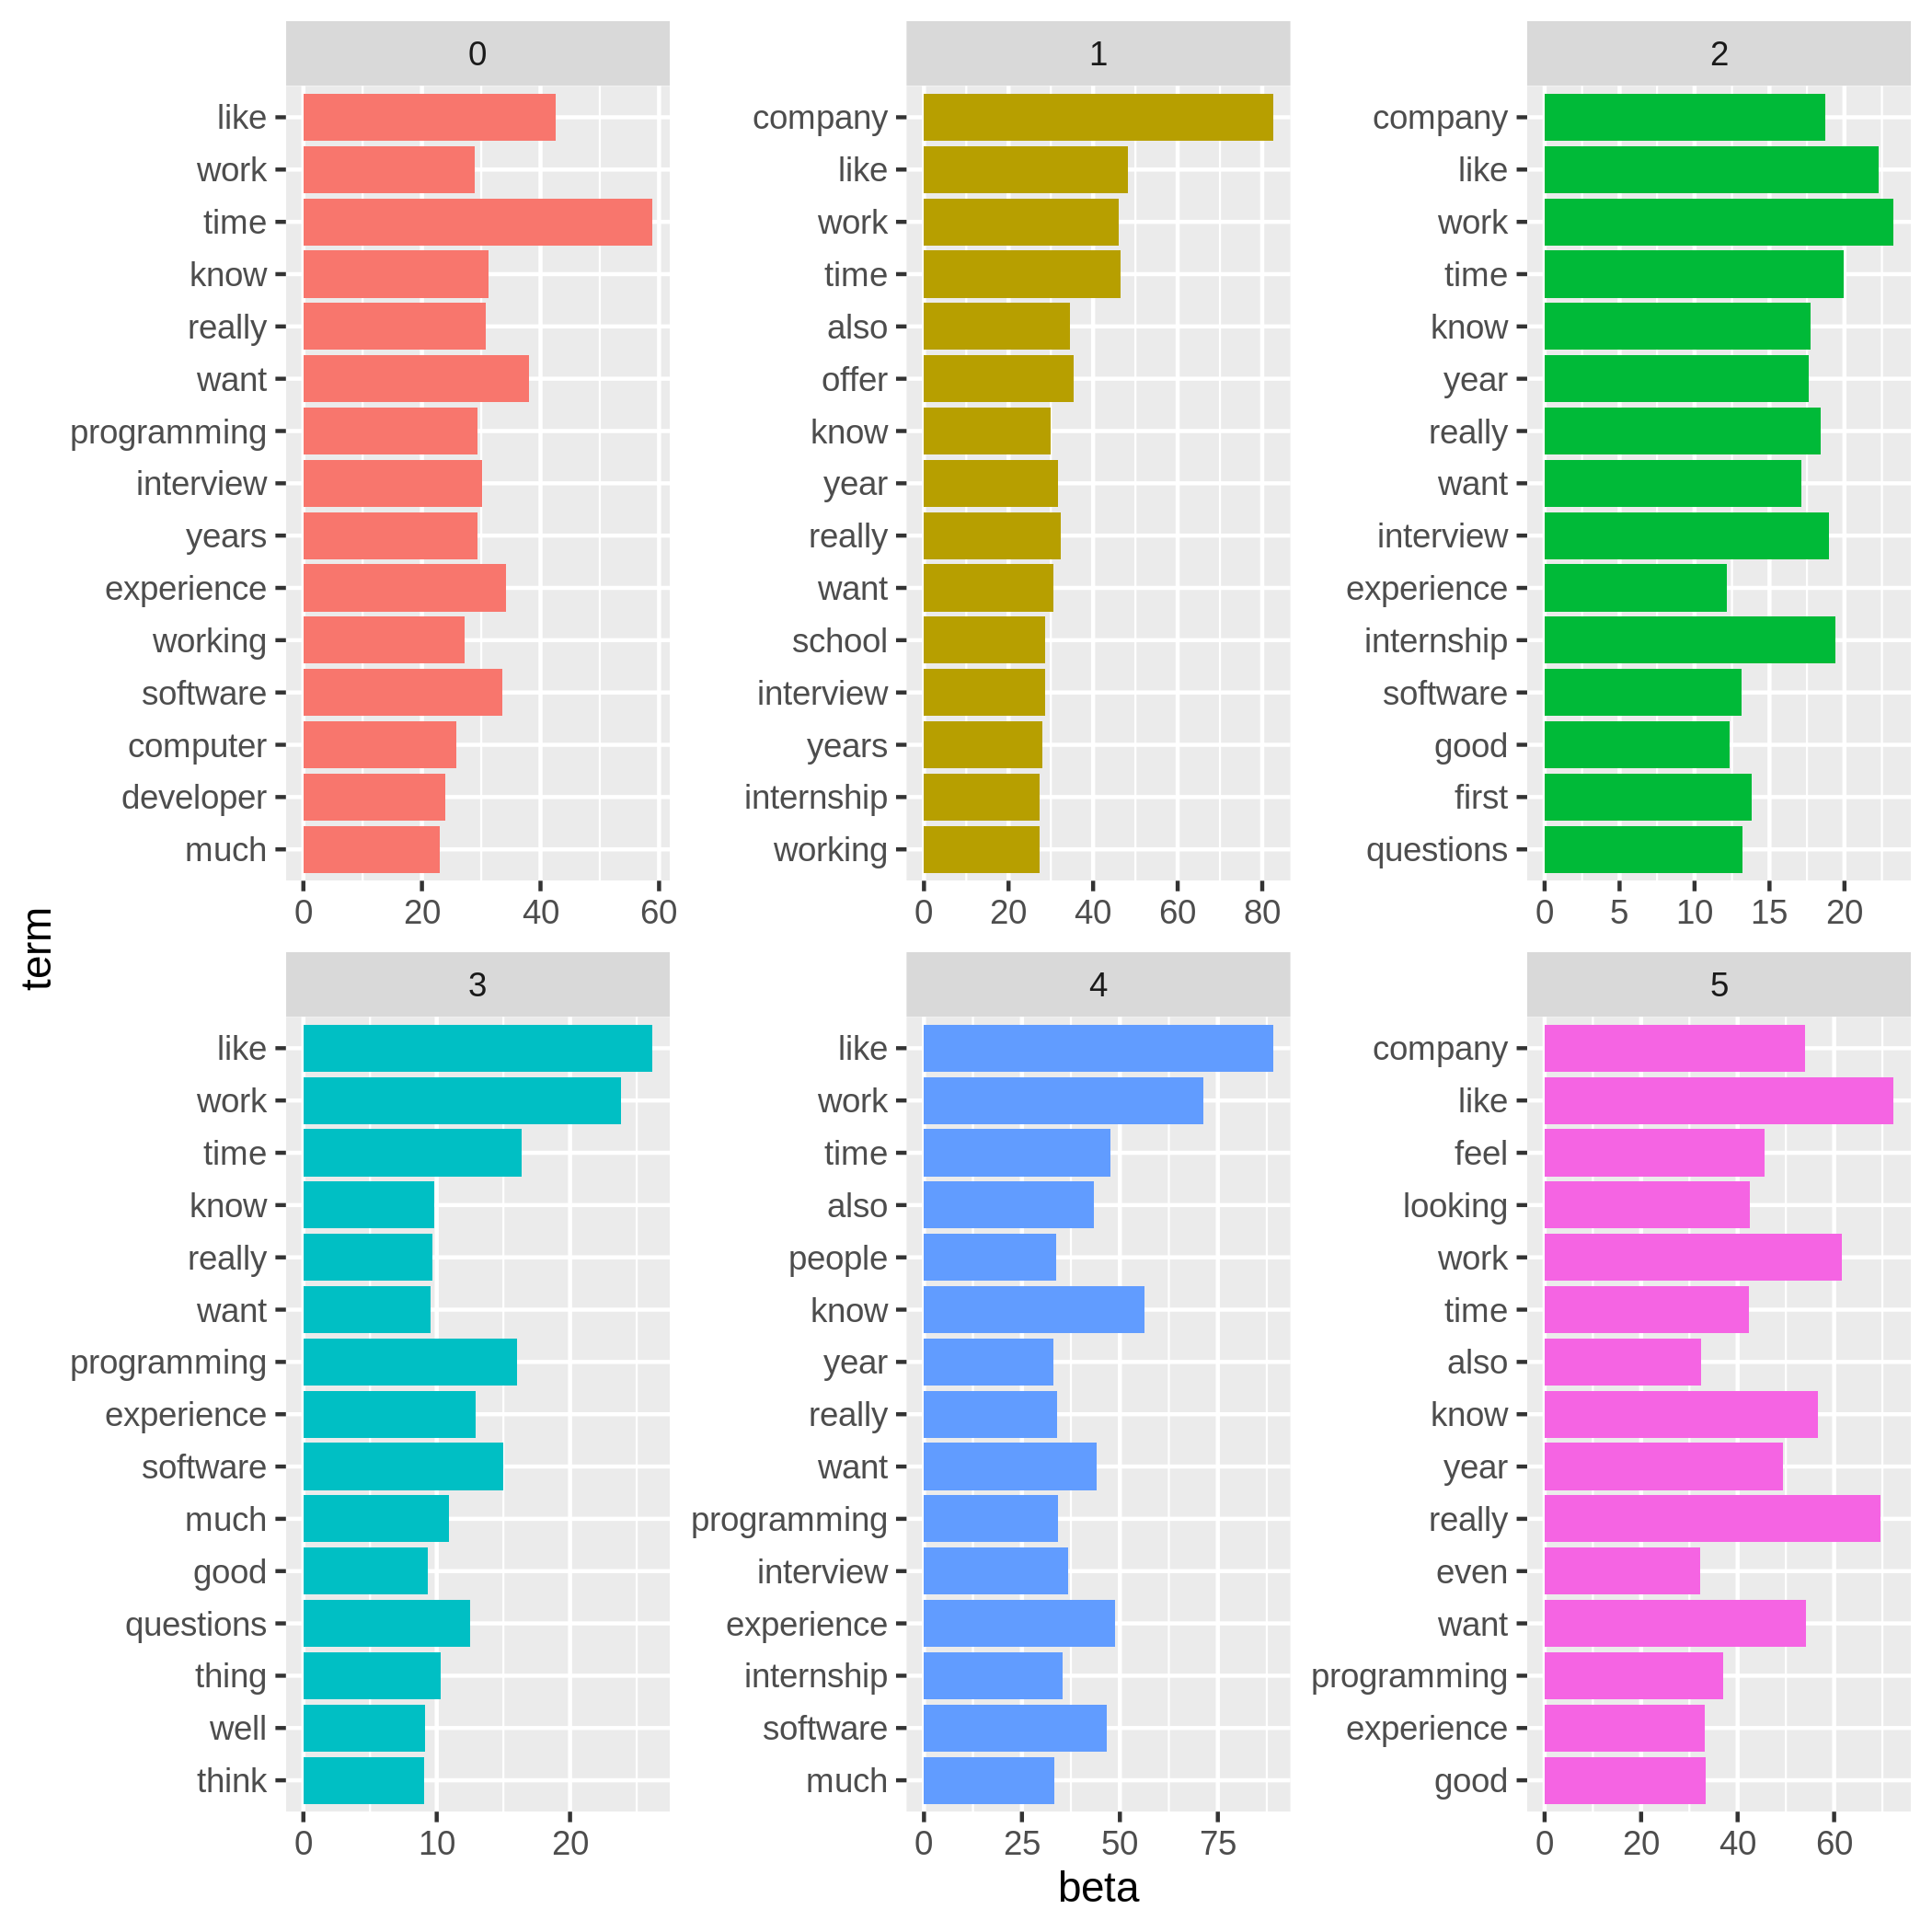 0
like
work
time
know
really
want
programming
interview
years
experience
working
software
computer
developer
much
0 20 40 60
1
company
like
work
time
also
offer
know
year
really
want
school
interview
years
internship
working
0 20 40 60 80
2
company
like
work
time
know
year
really
want
interview
experience
internship
software
good
first
questions
0 5 10 15 20
term
3
like
work
time
know
really
want
programming
experience
software
much
good
questions
thing
well
think
0 10 20
4
like
work
time
also
people
know
year
really
want
programming
interview
experience
internship
software
much
0 25 50 75
5
company
like
feel
looking
work
time
also
know
year
really
even
want
programming
experience
good
0 20 40 60
beta